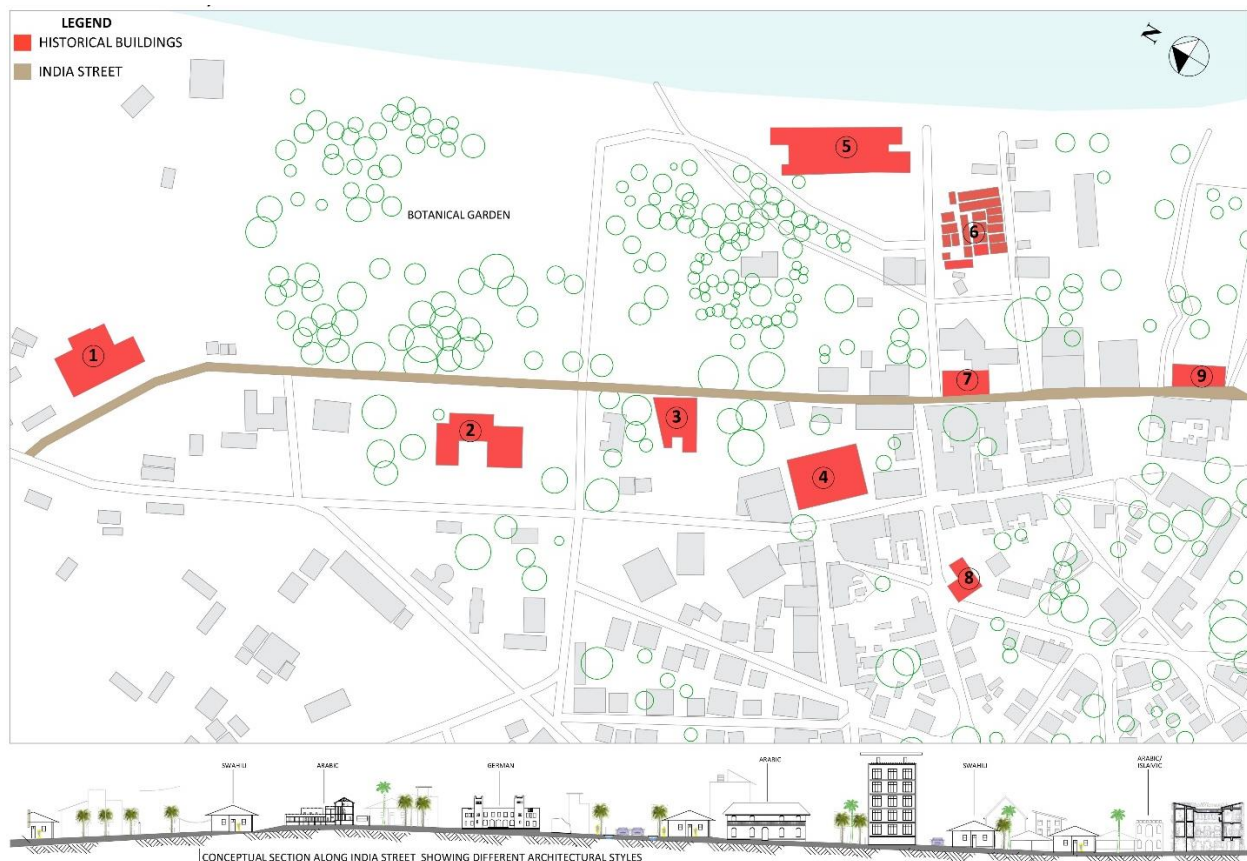 LEGEND
HISTORICAL BUILDINGS
INDIA STREET
N
5
BOTANICAL GARDEN
6
1
7
9
2
3
4
8
SWAHILI
ARABIC
GERMAN
ARABIC
SWAHILI
ARABIC/
ISLAMIC
CONCEPTUAL SECTION ALONG INDIA STREET SHOWING DIFFERENT ARCHITECTURAL STYLES